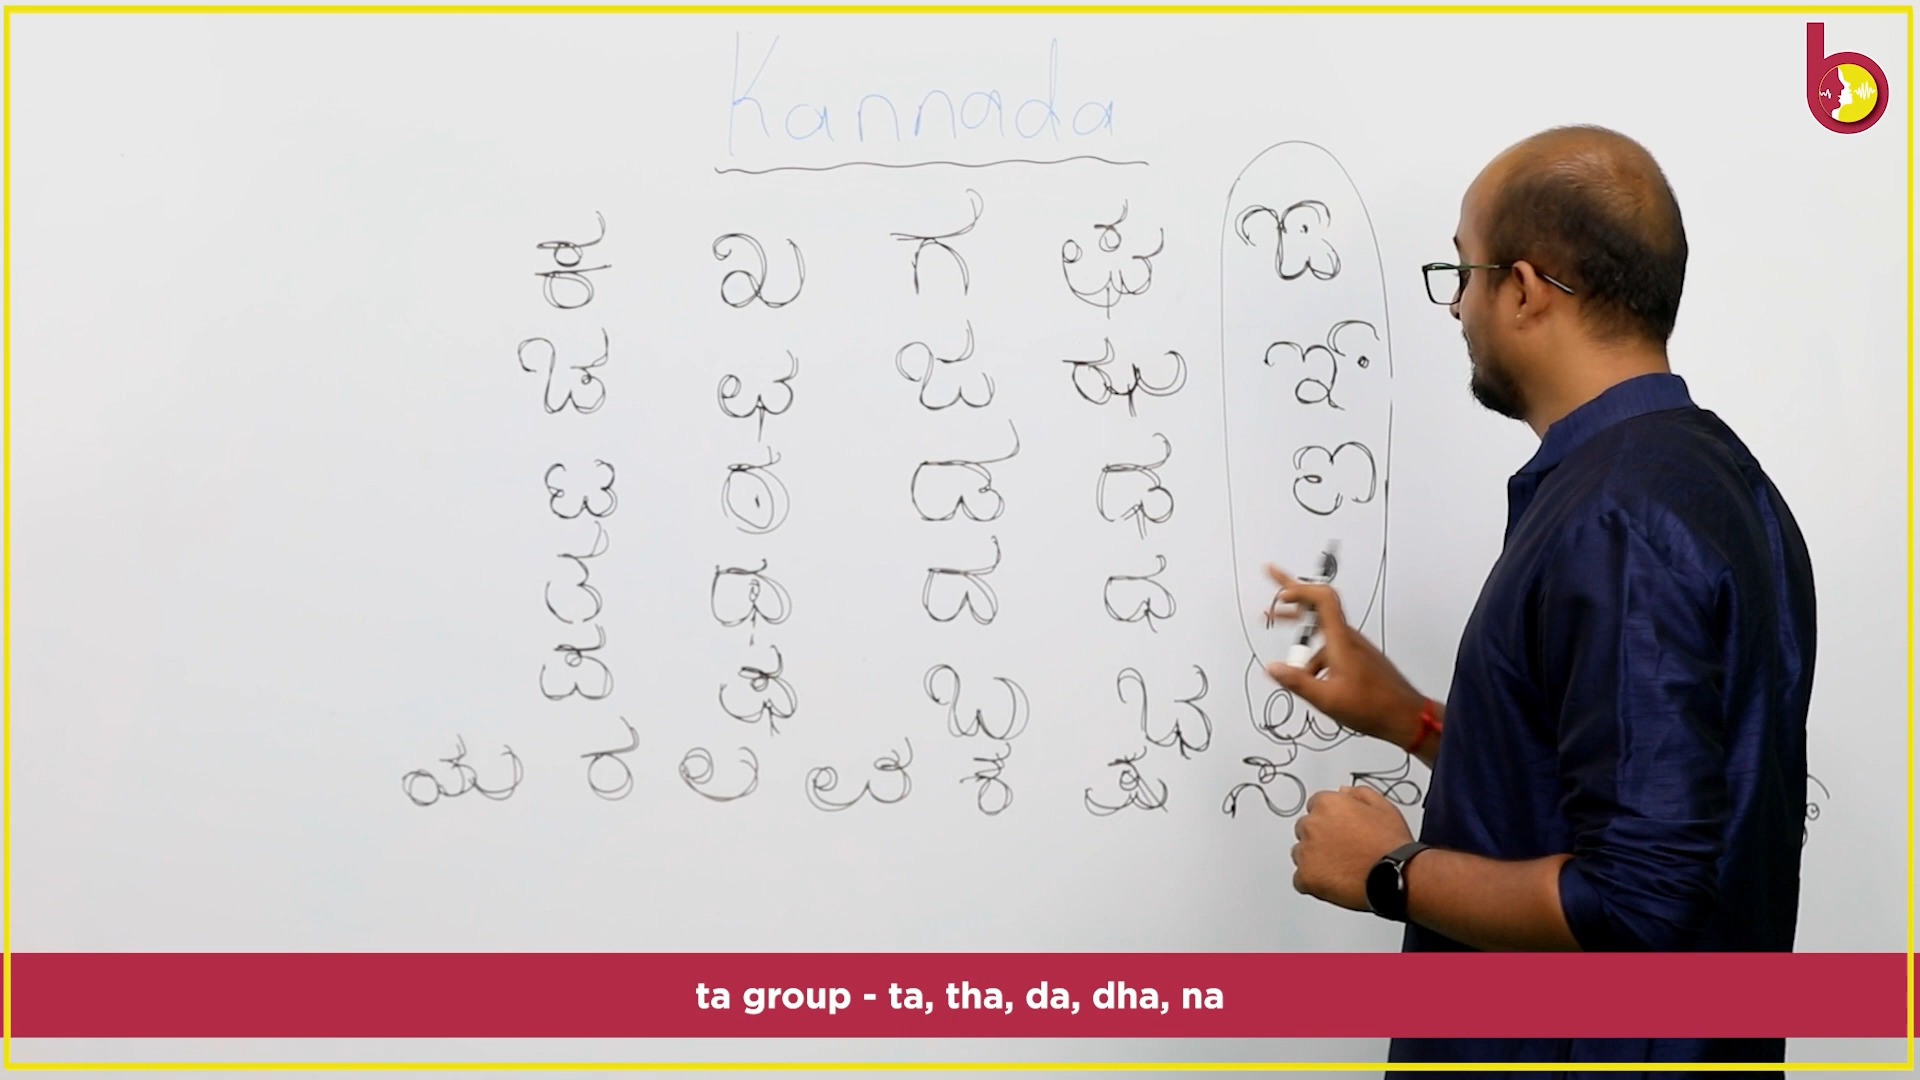 Kannada
ಕ ಖ ಗ ಘ ಙ
ಚ ಛ ಜ ಝ ಞ
ಟ ಠ ಡ ಢ ಣ
ತ ಥ ದ ಧ
ಪ ಫ ಬ ಭ ಮ
ಯ ರ ಲ ವ ಶ ಷ ಸ ಹ
ta group - ta, tha, da, dha, na